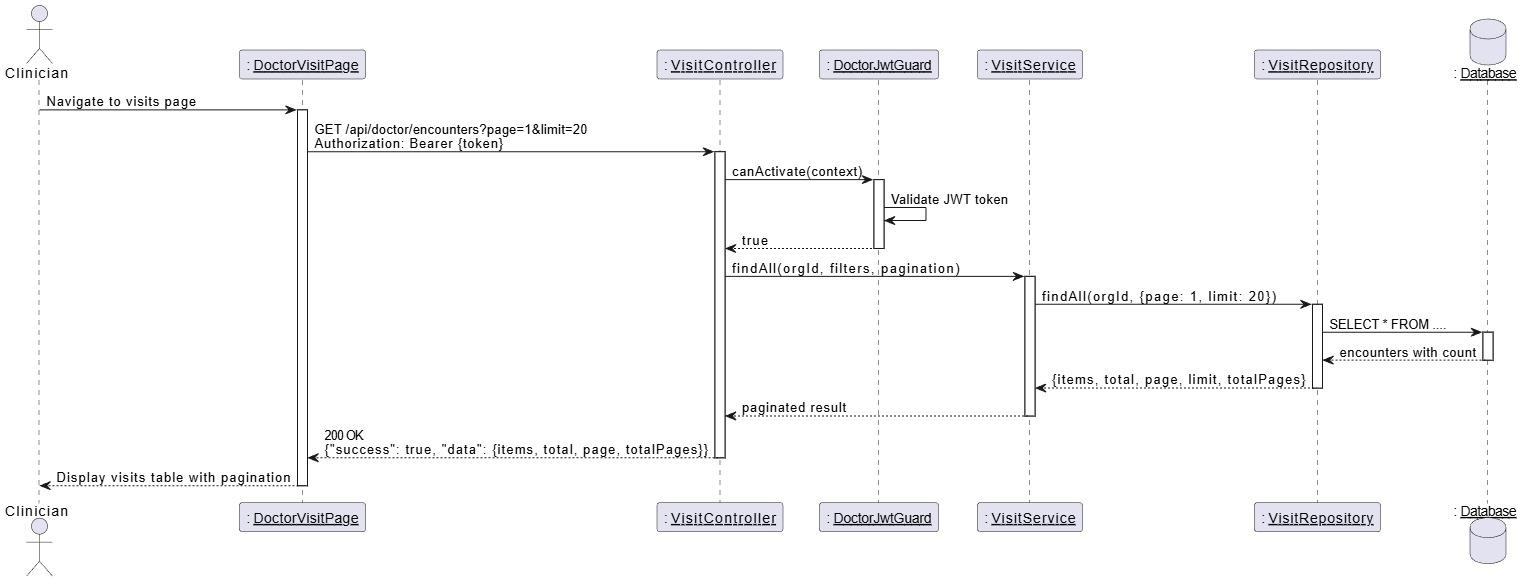 Clinician
: DoctorVisitPage
: VisitController
: DoctorJwtGuard
: VisitService
: VisitRepository
: Database
Navigate to visits page
GET /api/doctor/encounters?page=1&limit=20
Authorization: Bearer {token}
canActivate(context)
Validate JWT token
true
findAll(orgId, filters, pagination)
findAll(orgId, {page: 1, limit: 20})
SELECT * FROM ....
encounters with count
{items, total, page, limit, totalPages}
paginated result
200 OK
{"success": true, "data": {items, total, page, totalPages}}
Display visits table with pagination
Clinician
: DoctorVisitPage
: VisitController
: DoctorJwtGuard
: VisitService
: VisitRepository
: Database